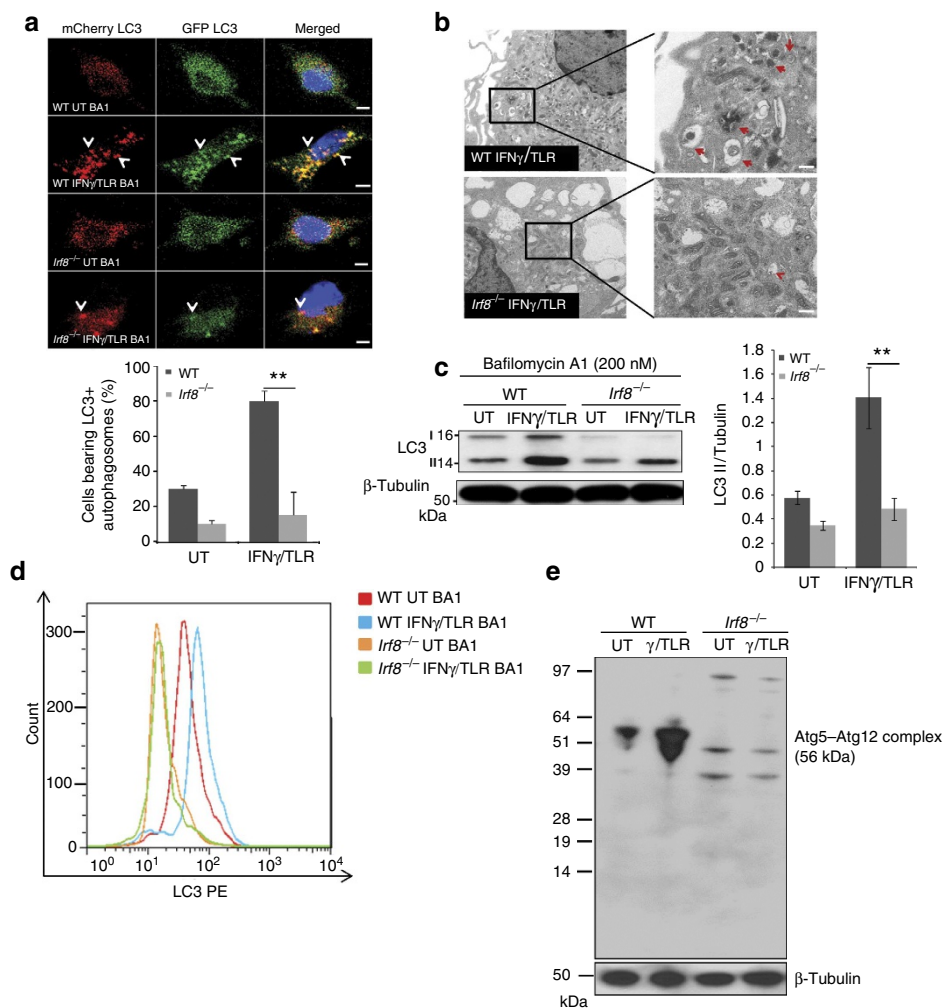 a
mCherry LC3 GFP LC3 Merged
WT UT BA1
WT IFNγ/TLR BA1
Irf8–/– UT BA1
Irf8–/– IFNγ/TLR BA1
WT
Irf8–/–
**
Cells bearing LC3+
autophagosomes (%)
100
80
60
40
20
0
UT IFNγ/TLR
b
WT IFNγ/TLR
Irf8–/– IFNγ/TLR
c
Bafilomycin A1 (200 nM)
WT Irf8–/–
UT IFNγ/TLR UT IFNγ/TLR
LC3
I 16
II 14
β-Tubulin
50
kDa
WT
Irf8–/–
**
LC3 II/Tubulin
1.8
1.6
1.4
1.2
1
0.8
0.6
0.4
0.2
0
UT IFNγ/TLR
d
Count
300
200
100
0
100 101 102 103 104
LC3 PE
WT UT BA1
WT IFNγ/TLR BA1
Irf8–/– UT BA1
Irf8–/– IFNγ/TLR BA1
e
WT Irf8–/–
UT γ/TLR UT γ/TLR
97
64
51
39
28
19
14
Atg5–Atg12 complex
(56 kDa)
50
β-Tubulin
kDa